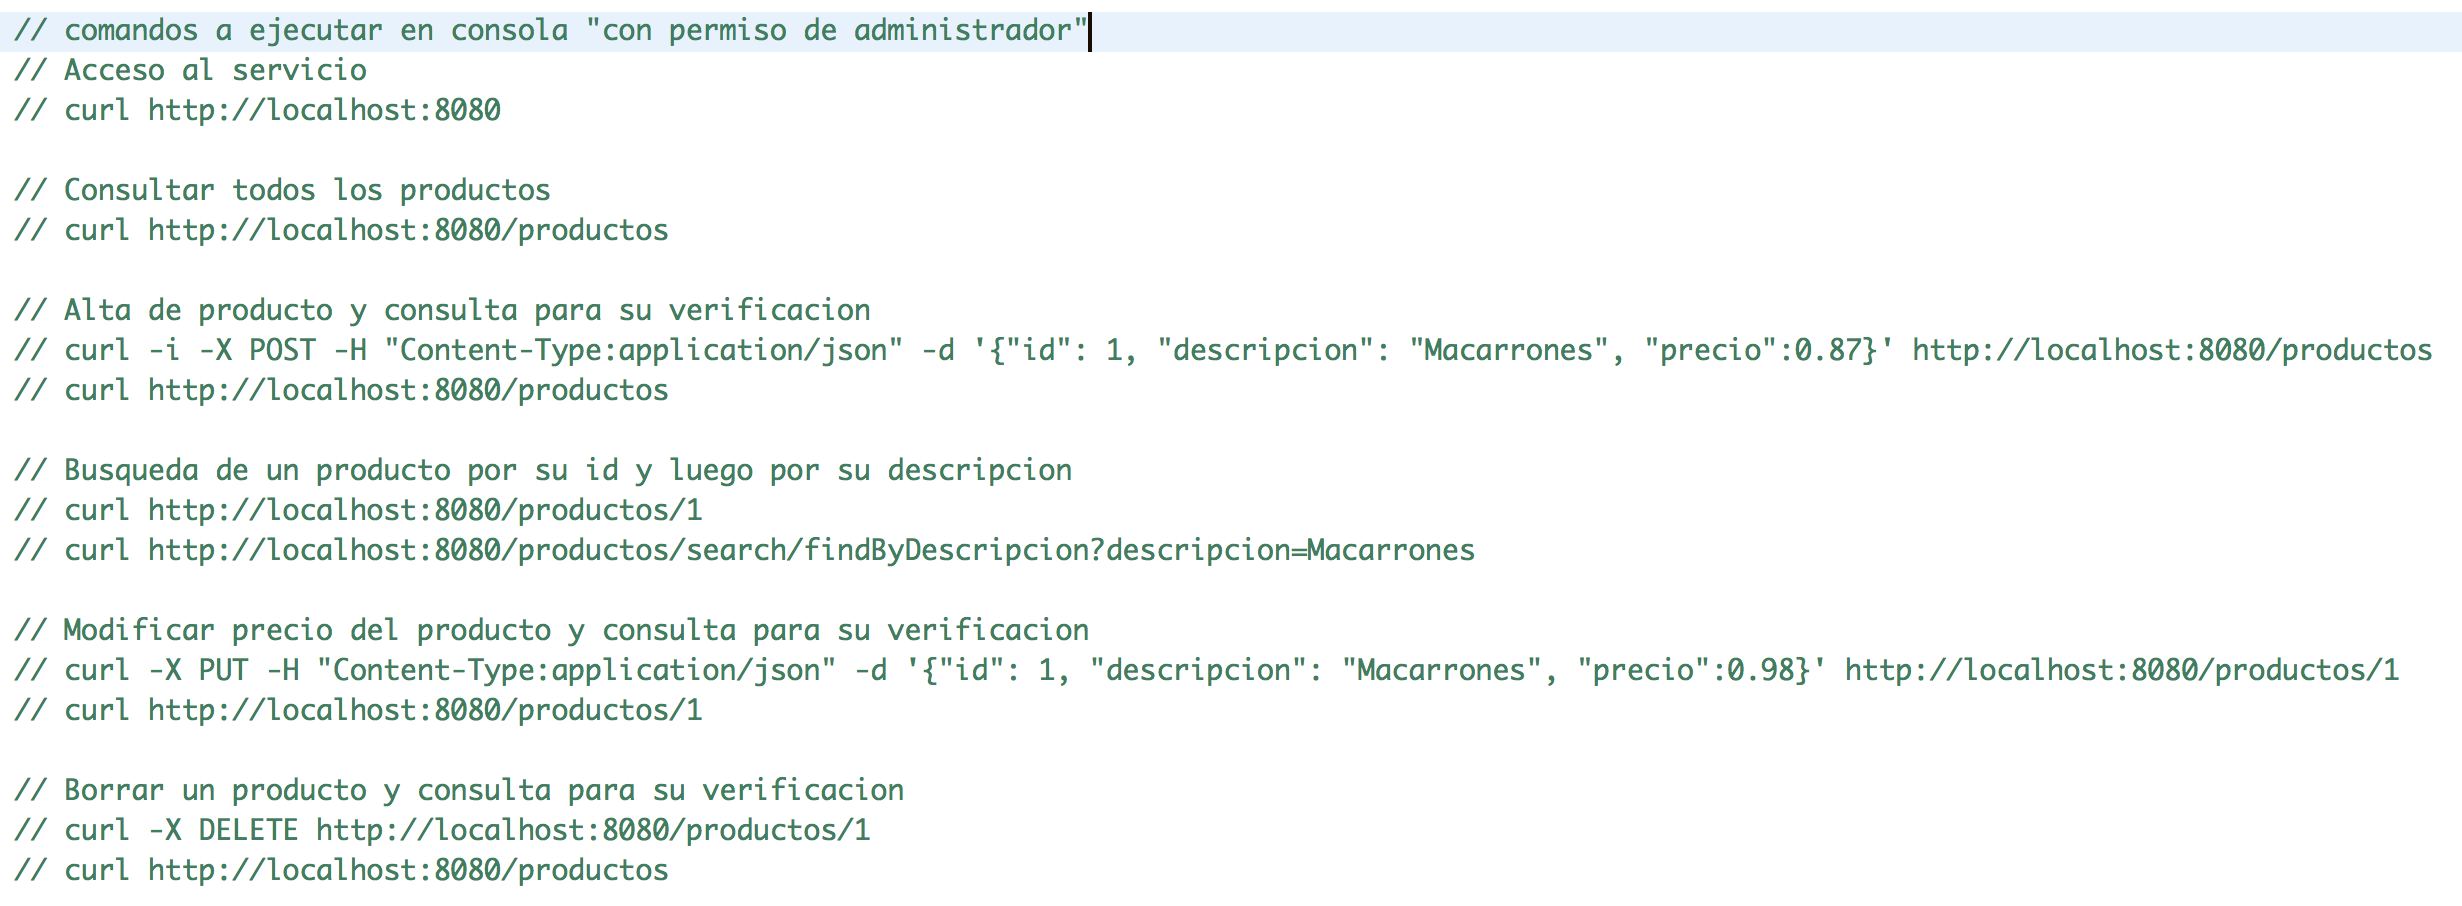 // comandos a ejecutar en consola "con permiso de administrador"
// Acceso al servicio
// curl http://localhost:8080
// Consultar todos los productos
// curl http://localhost:8080/productos
// Alta de producto y consulta para su verificacion
// curl -i -X POST -H "Content-Type:application/json" -d '{"id": 1, "descripcion": "Macarrones", "precio":0.87}' http://localhost:8080/productos
// curl http://localhost:8080/productos
// Busqueda de un producto por su id y luego por su descripcion
// curl http://localhost:8080/productos/1
// curl http://localhost:8080/productos/search/findByDescripcion?descripcion=Macarrones
// Modificar precio del producto y consulta para su verificacion
// curl -X PUT -H "Content-Type:application/json" -d '{"id": 1, "descripcion": "Macarrones", "precio":0.98}' http://localhost:8080/productos/1
// curl http://localhost:8080/productos/1
// Borrar un producto y consulta para su verificacion
// curl -X DELETE http://localhost:8080/productos/1
// curl http://localhost:8080/productos